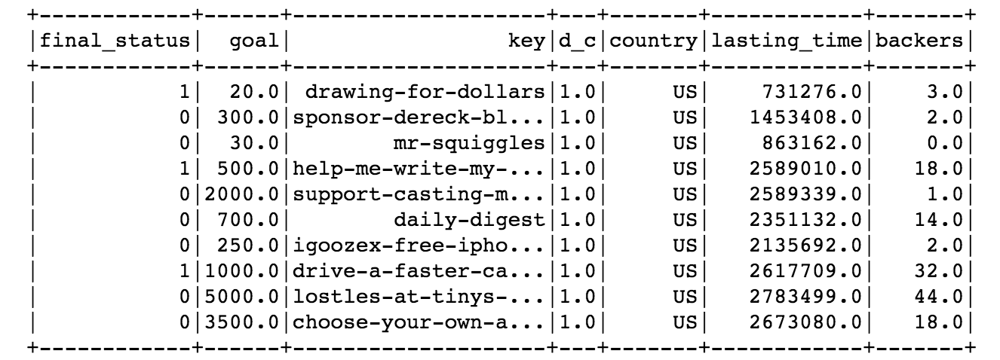 +------------+------+--------------------+---+-------+------------+-------+
|final_status|  goal|                 key|d_c|country|lasting_time|backers|
+------------+------+--------------------+---+-------+------------+-------+
|           1|  20.0| drawing-for-dollars|1.0|     US|    731276.0|    3.0|
|           0| 300.0|sponsor-dereck-bl...|1.0|     US|   1453408.0|    2.0|
|           0|  30.0|        mr-squiggles|1.0|     US|    863162.0|    0.0|
|           1| 500.0|help-me-write-my-...|1.0|     US|   2589010.0|   18.0|
|           0|2000.0|support-casting-m...|1.0|     US|   2589339.0|    1.0|
|           0| 700.0|        daily-digest|1.0|     US|   2351132.0|   14.0|
|           0| 250.0|igoozex-free-ipho...|1.0|     US|   2135692.0|    2.0|
|           1|1000.0|drive-a-faster-ca...|1.0|     US|   2617709.0|   32.0|
|           0|5000.0|lostles-at-tinys-...|1.0|     US|   2783499.0|   44.0|
|           0|3500.0|choose-your-own-a...|1.0|     US|   2673080.0|   18.0|
+------------+------+--------------------+---+-------+------------+-------+